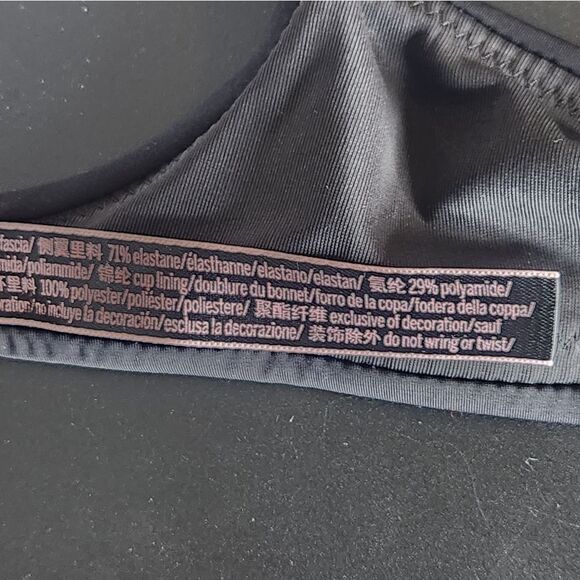 fascia/ 侧翼里料 71% elastane/élasthanne/elastano/elastan/ 氨纶 29% polyamide/
mida/poliammide/ 锦纶 cup lining/doublure du bonnet/forro de la copa/fodera della coppa/
里料 100% polyester/poliéster/poliestere/ 聚酯纤维 exclusive of decoration/sauf
oration/no incluye la decoración/esclusa la decorazione/ 装饰除外 do not wring or twist/